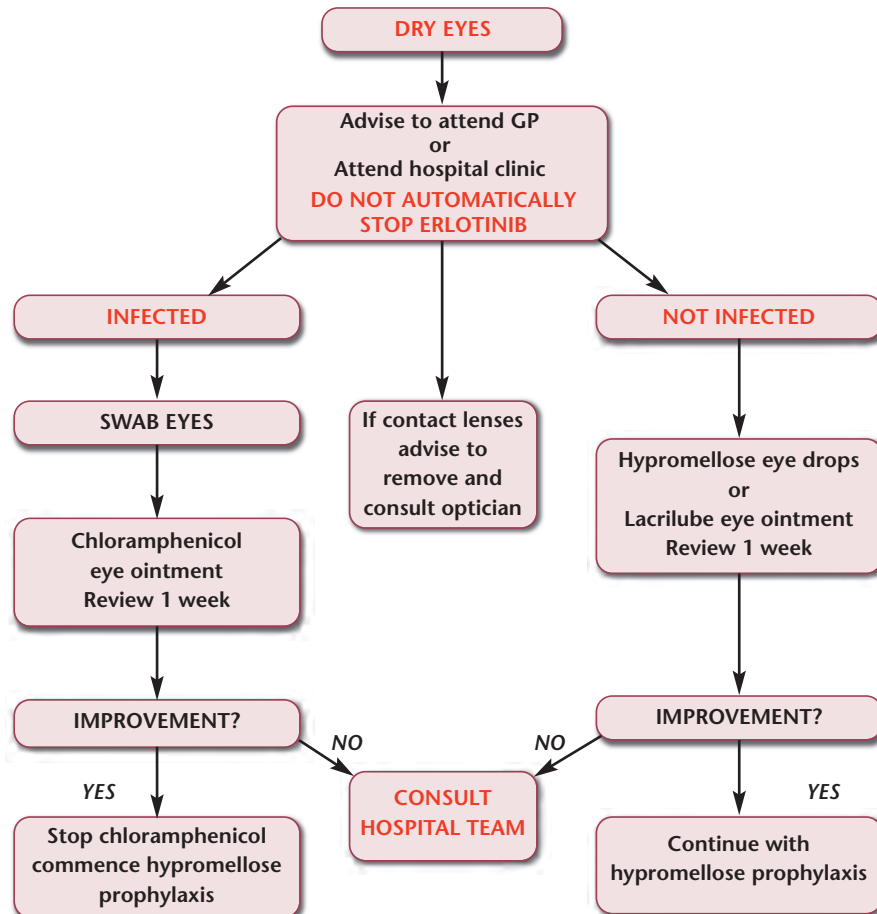 DRY EYES
Advise to attend GP
or
Attend hospital clinic
DO NOT AUTOMATICALLY
STOP ERLOTINIB
INFECTED
NOT INFECTED
SWAB EYES
If contact lenses
advise to
remove and
consult optician
Hypromellose eye drops
or
Lacrilube eye ointment
Review 1 week
Chloramphenicol
eye ointment
Review 1 week
IMPROVEMENT?
IMPROVEMENT?
NO
NO
YES
CONSULT
HOSPITAL TEAM
YES
Stop chloramphenicol
commence hypromellose
prophylaxis
Continue with
hypromellose prophylaxis